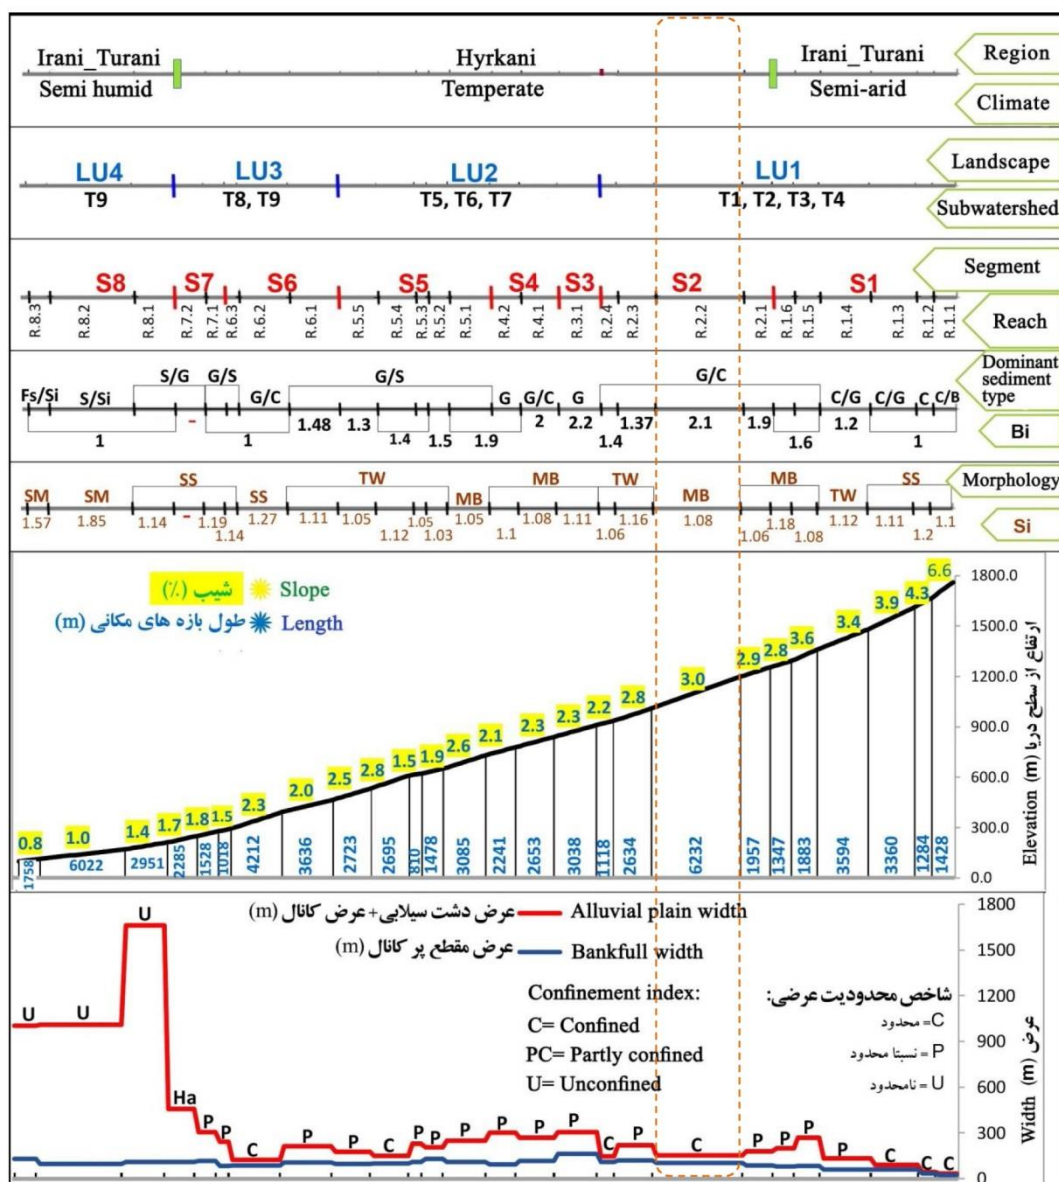 Irani_Turani Hyrkani Irani_Turani Region
Semi humid Temperate Semi-arid Climate
LU4 LU3 LU2 LU1 Landscape
T9 T8, T9 T5, T6, T7 T1, T2, T3, T4 Subwatershed
S8 S7 S6 S5 S4 S3 S2 S1 Segment
R.8.3 R.8.2 R.8.1 R.7.2 R.7.1 R.6.3 R.6.2 R.6.1 R.5.5 R.5.4 R.5.3 R.5.2 R.5.1 R.4.2 R.4.1 R.3.1 R.2.4 R.2.3 R.2.2 R.2.1 R.1.6 R.1.5 R.1.4 R.1.3 R.1.2 R.1.1 Reach
S/G G/S G/S G/C Dominant
sediment
type
Fs/Si S/Si G/C G G/C G C/G C/G C C/B
- 1.48 1.3 2 2.2 1.37 2.1 1.9 1.2 Bi
1 1 1.4 1.5 1.9 1.4 1.6 1
SM SM SS SS TW MB MB TW MB MB TW SS Morphology
1.57 1.85 1.14 - 1.19 1.27 1.11 1.05 1.05 1.05 1.08 1.11 1.16 1.08 1.18 1.12 1.11 1.1 Si
1.14 1.12 1.03 1.1 1.06 1.06 1.08 1.2
شیب (٪) Slope
طول بازه های مکانی (m) Length
0.8 1.0 1.4 1.7 1.8 1.5 2.3 2.0 2.5 2.8 1.5 1.9 2.6 2.1 2.3 2.3 2.2 2.8 3.0 2.9 2.8 3.6 3.4 3.9 4.3 6.6
1758 6022 2951 2285 1528 1018 4212 3636 2723 2695 810 1478 3085 2241 2653 3038 1118 2634 6232 1957 1347 1883 3594 3360 1284 1428
1800.0
1500.0
1200.0
900.0
600.0
300.0
0.0
ارتفاع از سطح دریا (m) Elevation
عرض دشت سیلابی+ عرض کانال (m) Alluvial plain width
عرض مقطع پر کانال (m) Bankfull width
Confinement index:
C= Confined
PC= Partly confined
U= Unconfined
شاخص محدودیت عرضی:
C= محدود
P= نسبتا محدود
U= نامحدود
U U U Ha P P C P P C P P P P P P C P C P P P P C C C
1800
1500
1200
900
600
300
0
عرض (m) Width